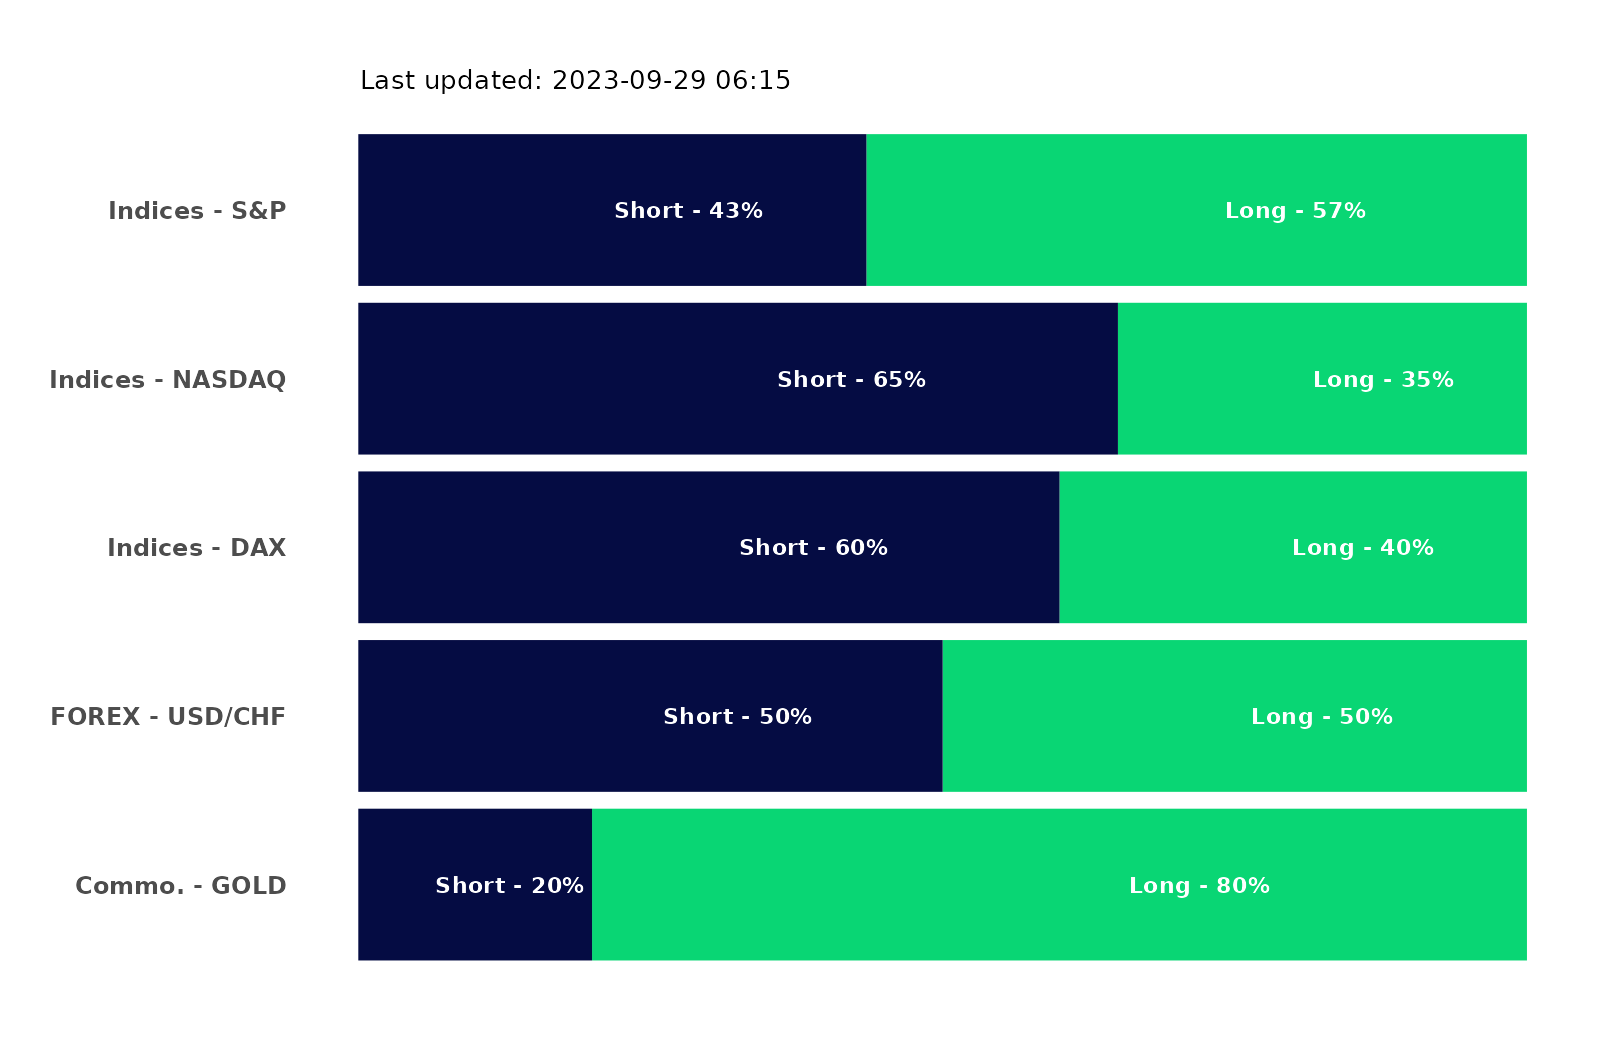 Last updated: 2023-09-29 06:15
Indices - S&P Short - 43% Long - 57%
Indices - NASDAQ Short - 65% Long - 35%
Indices - DAX Short - 60% Long - 40%
FOREX - USD/CHF Short - 50% Long - 50%
Commo. - GOLD Short - 20% Long - 80%